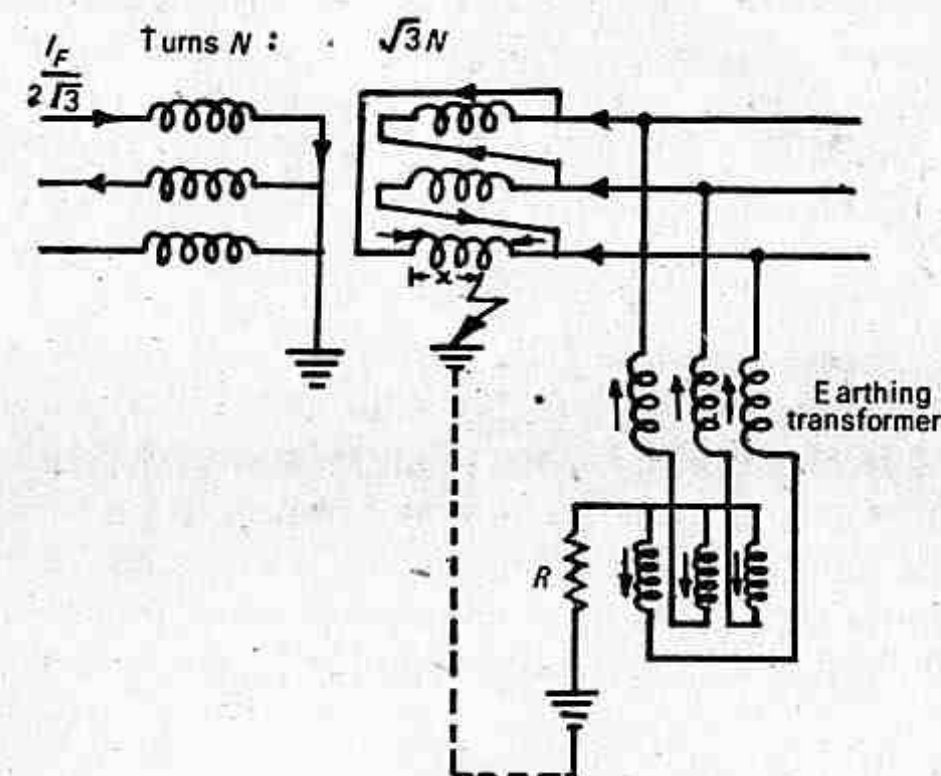 Turns N : √3N
I_F
2√3
x
Earthing
transformer
R